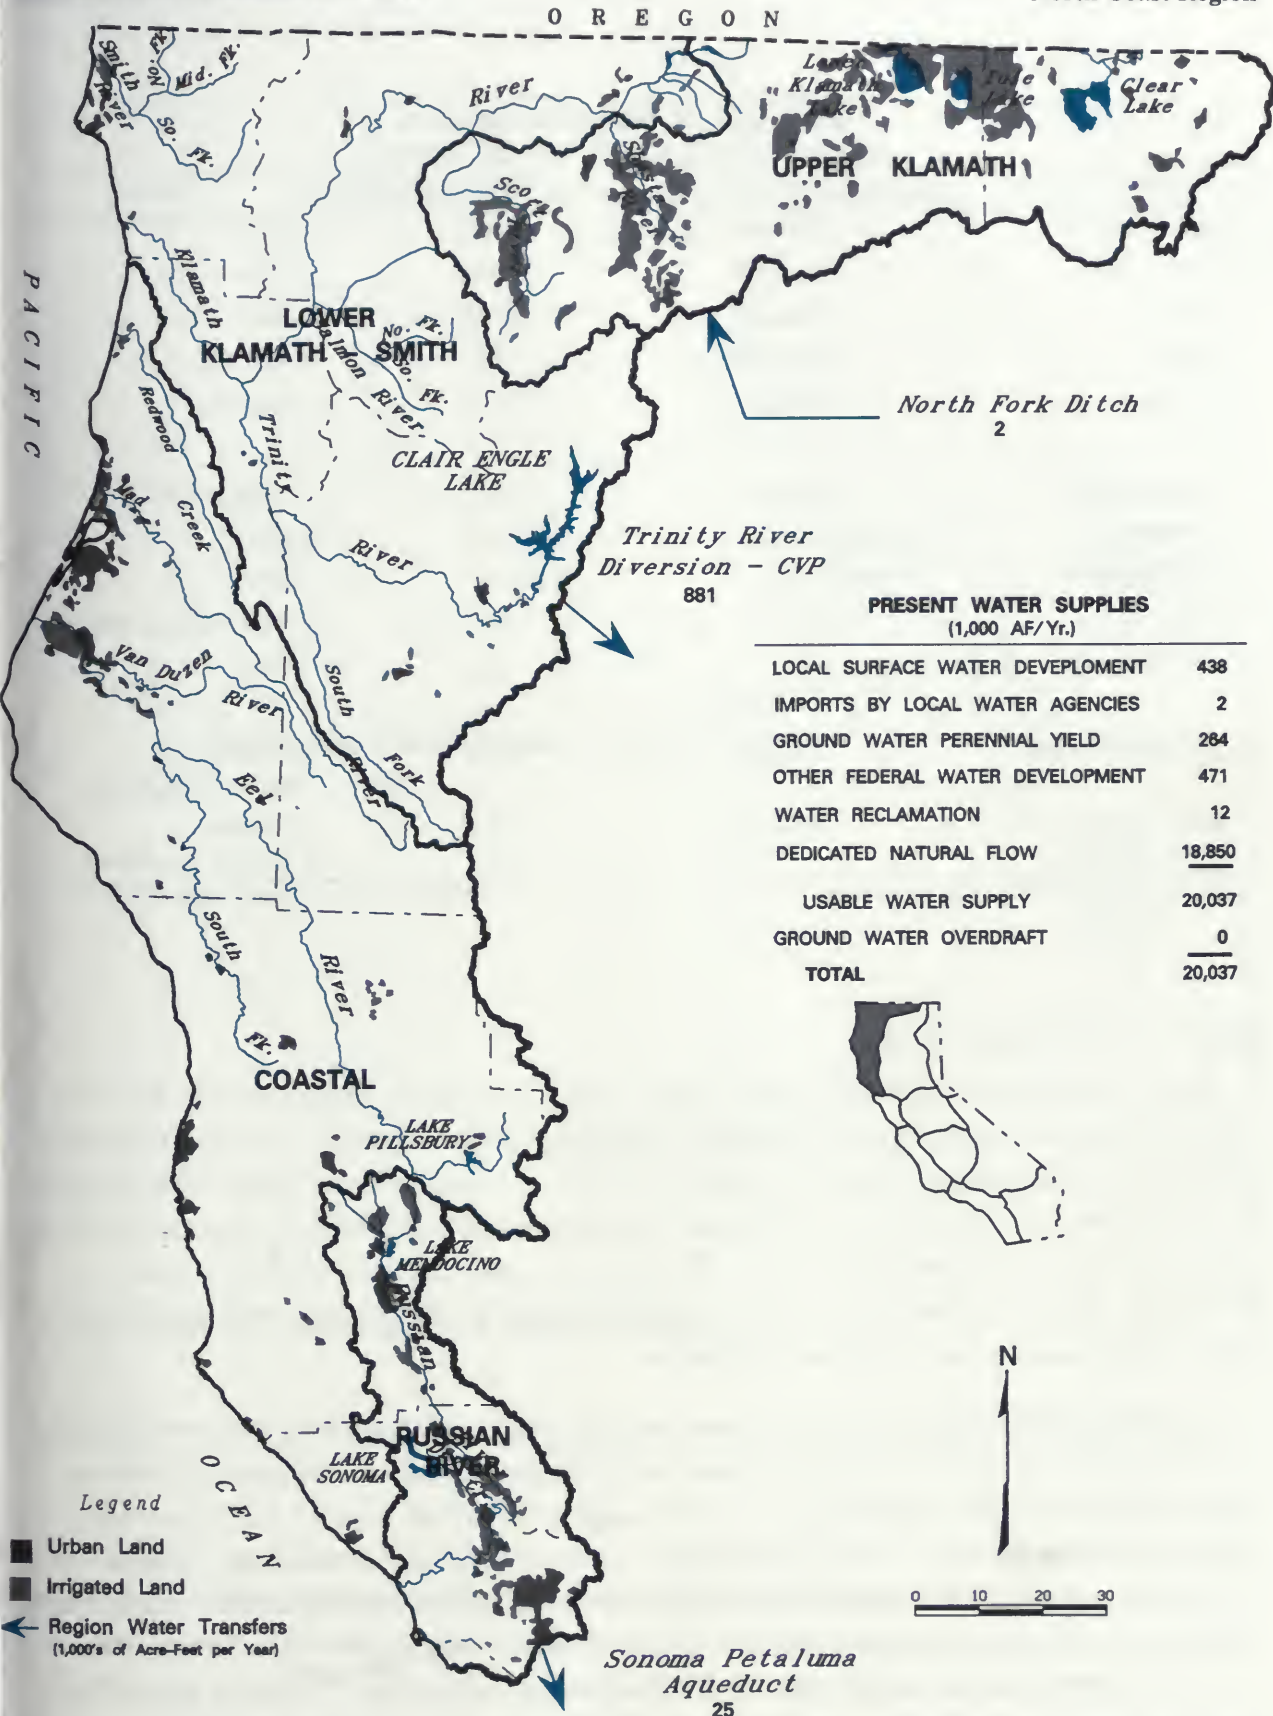 O R E G O N
Smith
River
No. Fk.
Mid. Fk.
So. Fk.
River
Lower
Klamath
Lake
Tule
Lake
Clear
Lake
UPPER KLAMATH
Scott
River
Shasta
River
PACIFIC
Klamath
LOWER
KLAMATH SMITH
Salmon
River
No. Fk.
So. Fk.
North Fork Ditch
2
Redwood
Creek
Trinity
River
CLAIR ENGLE
LAKE
Mad
River
Trinity River
Diversion - CVP
881
Van Duzen
River
South
Fork
PRESENT WATER SUPPLIES
(1,000 AF/Yr.)
LOCAL SURFACE WATER DEVEPLOMENT 438
IMPORTS BY LOCAL WATER AGENCIES 2
GROUND WATER PERENNIAL YIELD 264
OTHER FEDERAL WATER DEVELOPMENT 471
WATER RECLAMATION 12
DEDICATED NATURAL FLOW 18,850
USABLE WATER SUPPLY 20,037
GROUND WATER OVERDRAFT 0
TOTAL 20,037
Eel
River
South
Fk.
COASTAL
LAKE
PILLSBURY
LAKE
MENDOCINO
Russian
RUSSIAN
RIVER
LAKE
SONOMA
OCEAN
N
0 10 20 30
Legend
Urban Land
Irrigated Land
Region Water Transfers
(1,000's of Acre-Feet per Year)
Sonoma Petaluma
Aqueduct
25